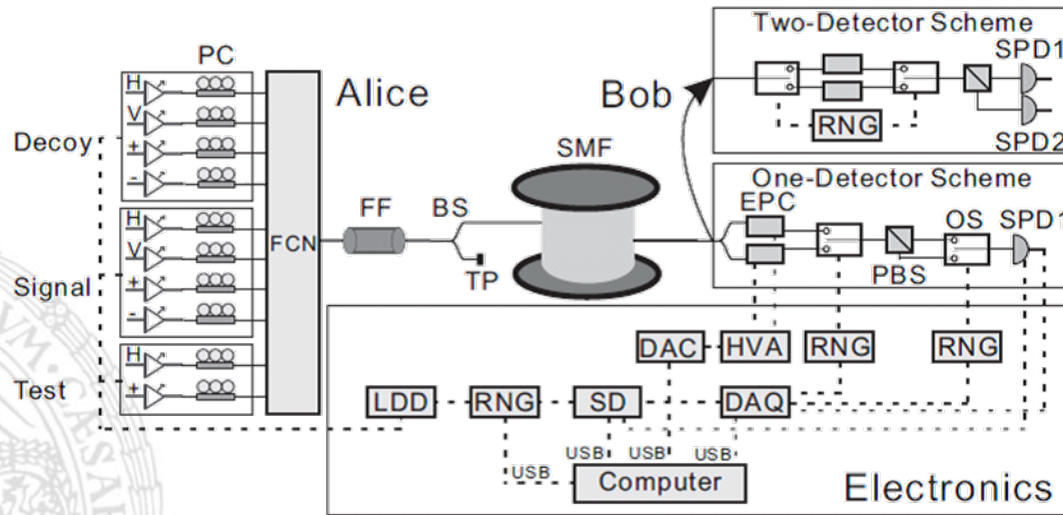 Two-Detector Scheme
SPD1
RNG
SPD2
PC
Alice
Bob
H
V
+
-
Decoy
H
V
+
-
Signal
H
+
Test
FCN
FF
BS
TP
SMF
One-Detector Scheme
EPC
OS
SPD1
PBS
DAC
HVA
RNG
RNG
LDD
RNG
SD
DAQ
USB
USB
USB
USB
Computer
Electronics